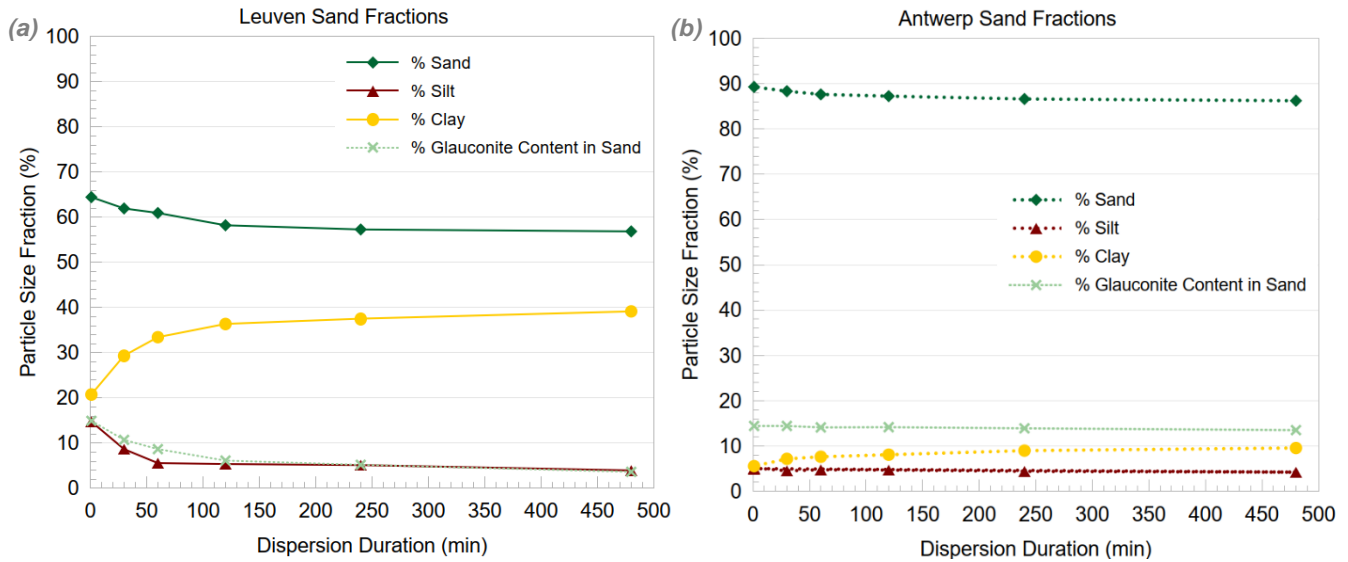 (a)
Leuven Sand Fractions
100
90
80
70
60
50
40
30
20
10
0
Particle Size Fraction (%)
% Sand
% Silt
% Clay
% Glauconite Content in Sand
0 50 100 150 200 250 300 350 400 450 500
Dispersion Duration (min)
(b)
Antwerp Sand Fractions
100
90
80
70
60
50
40
30
20
10
0
Particle Size Fraction (%)
% Sand
% Silt
% Clay
% Glauconite Content in Sand
0 50 100 150 200 250 300 350 400 450 500
Dispersion Duration (min)